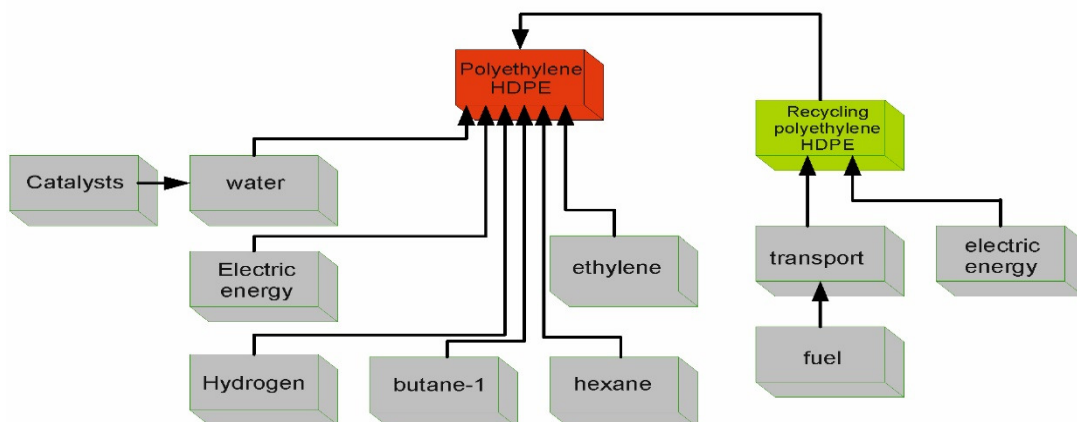 Polyethylene
HDPE
Recycling
polyethylene
HDPE
Catalysts
water
Electric
energy
ethylene
transport
electric
energy
Hydrogen
butane-1
hexane
fuel